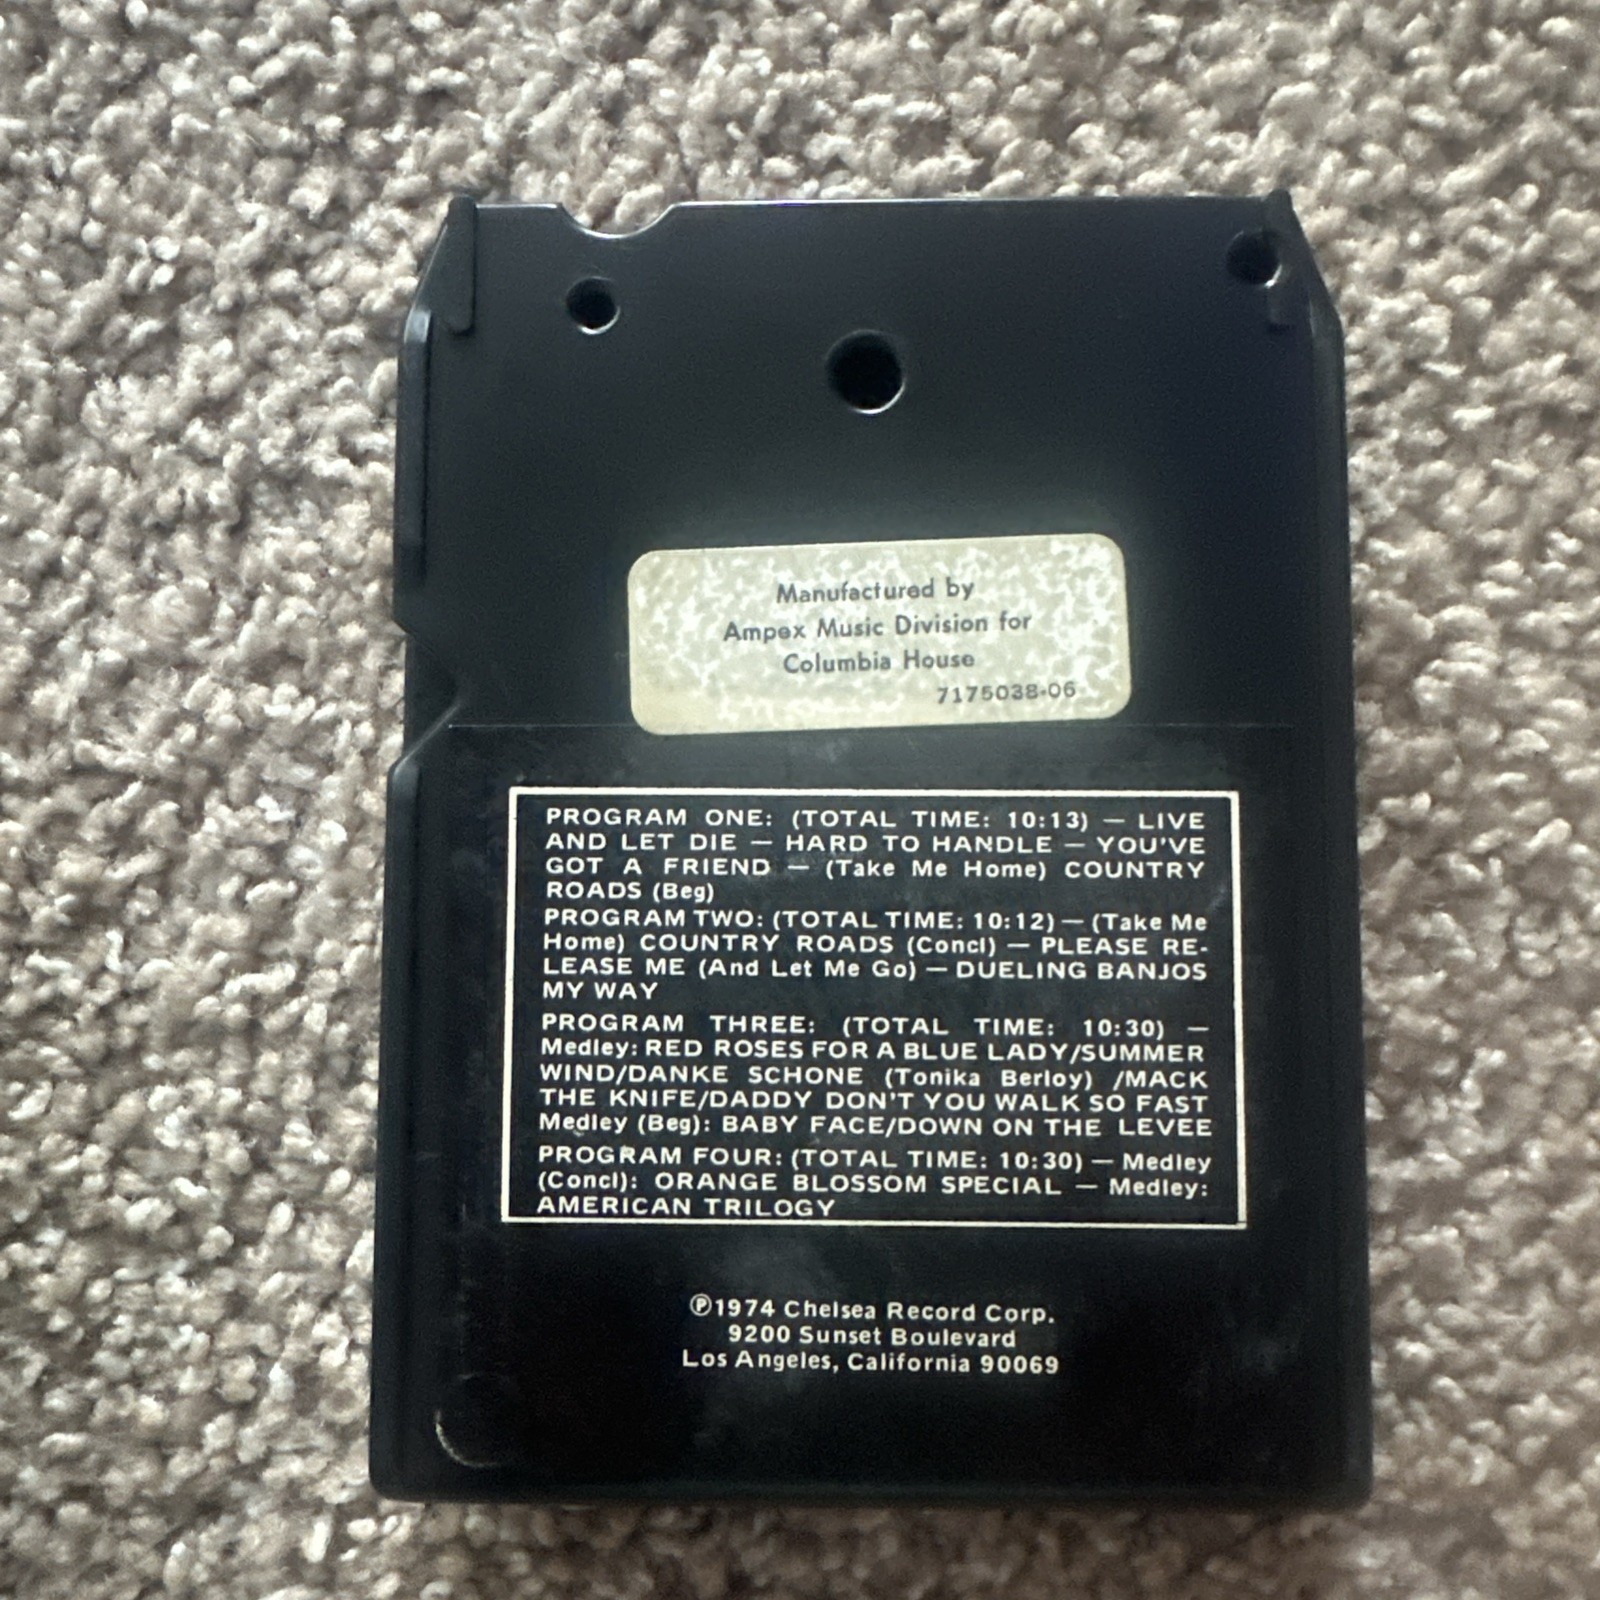 Manufactured by
Ampex Music Division for
Columbia House
7175038-06
PROGRAM ONE: (TOTAL TIME: 10:13) — LIVE
AND LET DIE — HARD TO HANDLE — YOU'VE
GOT A FRIEND — (Take Me Home) COUNTRY
ROADS (Beg)
PROGRAM TWO: (TOTAL TIME: 10:12) — (Take Me
Home) COUNTRY ROADS (Concl) — PLEASE RE-
LEASE ME (And Let Me Go) — DUELING BANJOS
MY WAY
PROGRAM THREE: (TOTAL TIME: 10:30) —
Medley: RED ROSES FOR A BLUE LADY/SUMMER
WIND/DANKE SCHONE (Tonika Berloy) /MACK
THE KNIFE/DADDY DON'T YOU WALK SO FAST
Medley (Beg): BABY FACE/DOWN ON THE LEVEE
PROGRAM FOUR: (TOTAL TIME: 10:30) — Medley
(Concl): ORANGE BLOSSOM SPECIAL — Medley:
AMERICAN TRILOGY
℗1974 Chelsea Record Corp.
9200 Sunset Boulevard
Los Angeles, California 90069